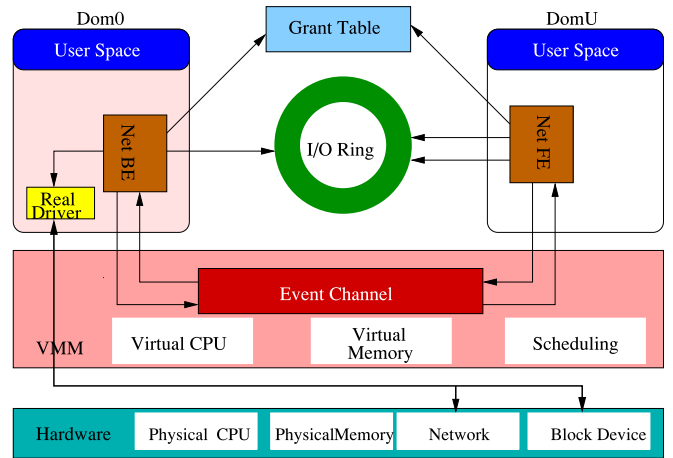 Dom0
DomU
Grant Table
User Space
User Space
Net BE
Net FE
I/O Ring
Real
Driver
Event Channel
VMM
Virtual CPU
Virtual
Memory
Scheduling
Hardware
Physical CPU
PhysicalMemory
Network
Block Device